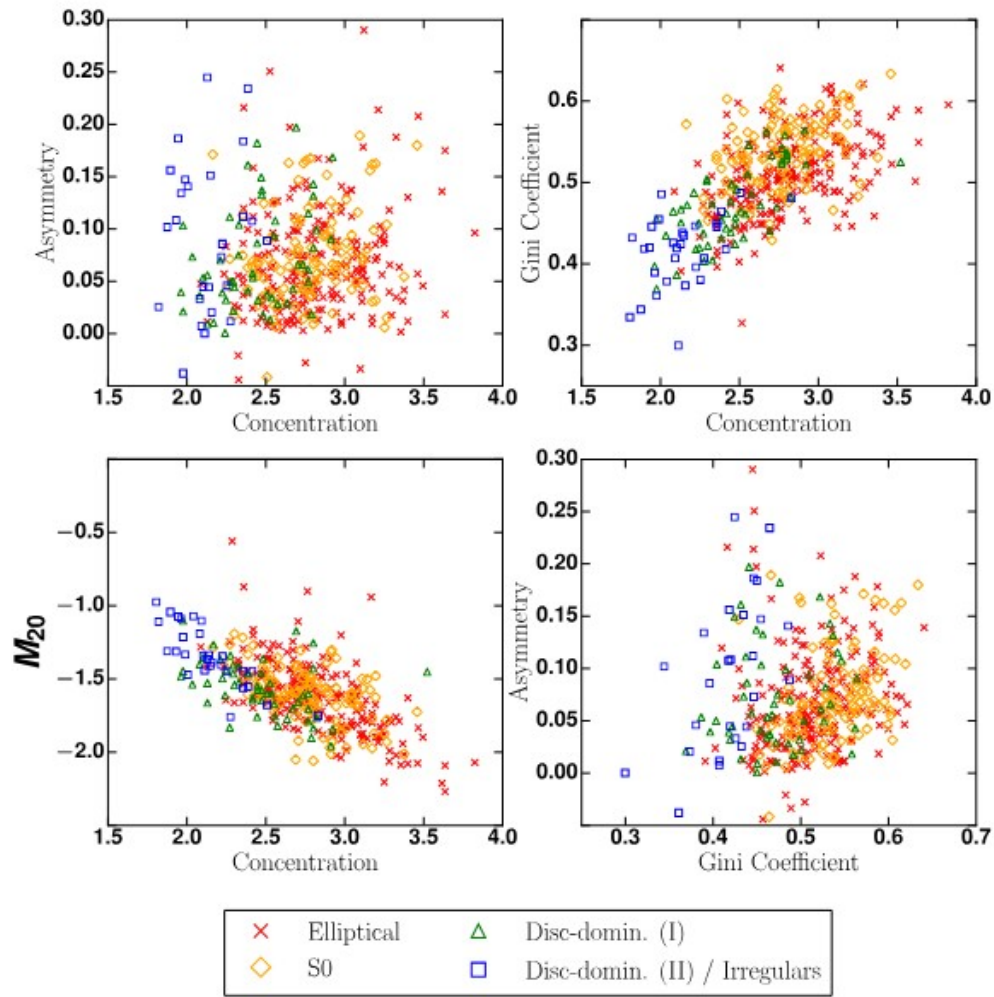 0.30
0.25
0.20
0.15
0.10
0.05
0.00
Asymmetry
1.5 2.0 2.5 3.0 3.5 4.0
Concentration
0.6
0.5
0.4
0.3
Gini Coefficient
1.5 2.0 2.5 3.0 3.5 4.0
Concentration
−0.5
−1.0
−1.5
−2.0
M20
1.5 2.0 2.5 3.0 3.5 4.0
Concentration
0.30
0.25
0.20
0.15
0.10
0.05
0.00
Asymmetry
0.3 0.4 0.5 0.6 0.7
Gini Coefficient
Elliptical
S0
Disc-domin. (I)
Disc-domin. (II) / Irregulars